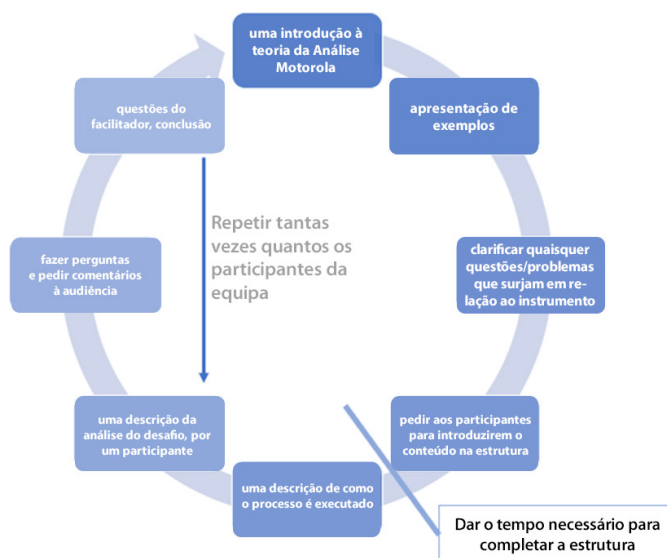 uma introdução à
teoria da Análise
Motorola
apresentação de
exemplos
clarificar quaisquer
questões/problemas
que surjam em re-
lação ao instrumento
pedir aos participantes
para introduzirem o
conteúdo na estrutura
Dar o tempo necessário para
completar a estrutura
uma descrição de como
o processo é executado
uma descrição da
análise do desafio, por
um participante
fazer perguntas
e pedir comentários
à audiência
questões do
facilitador, conclusão
Repetir tantas
vezes quantos os
participantes da
equipa